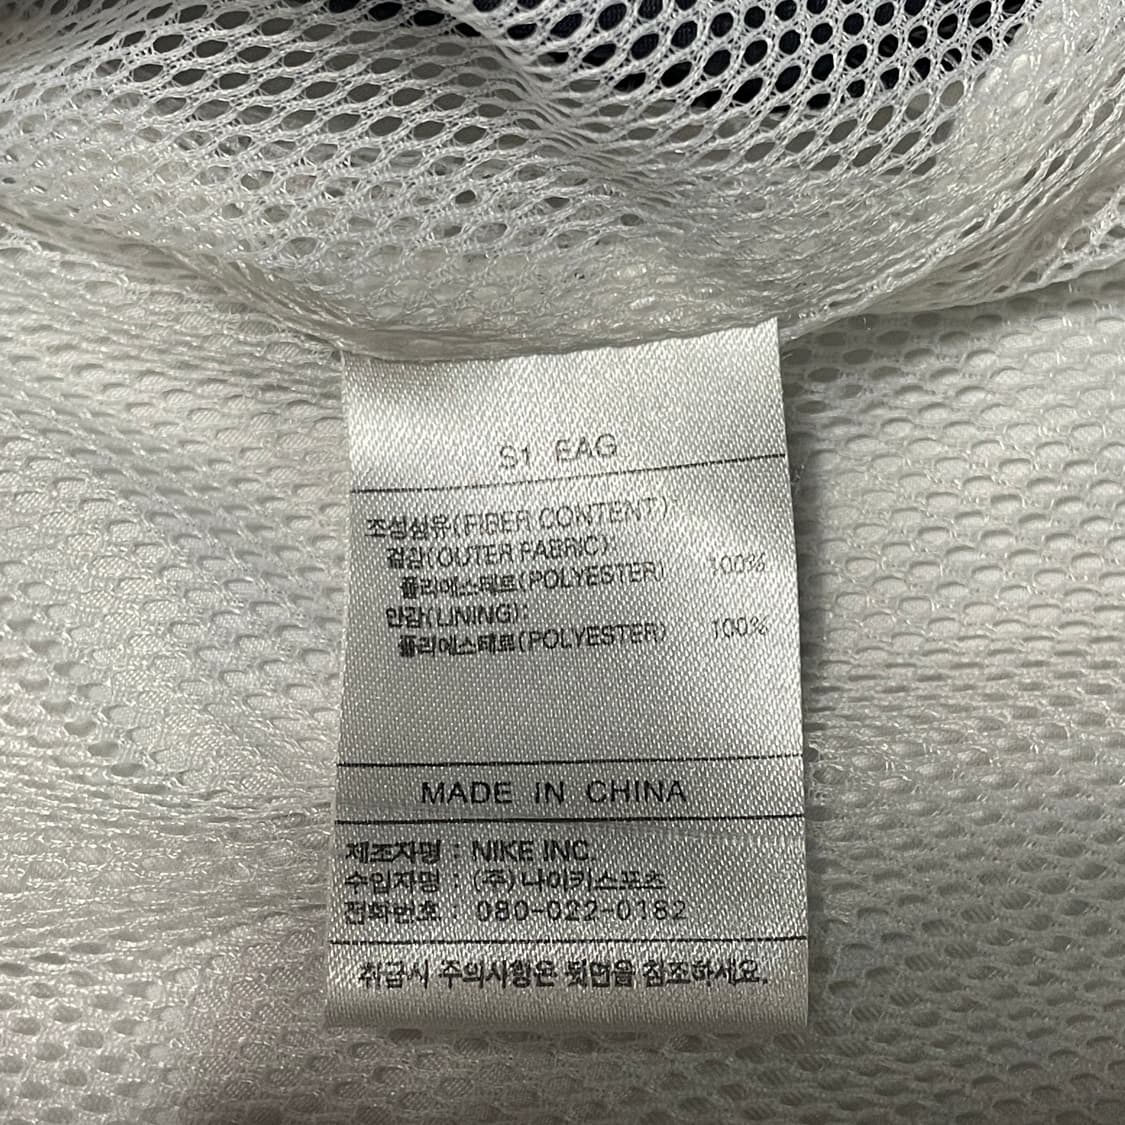 S1 EAG
조성섬유(FIBER CONTENT)
겉감(OUTER FABRIC):
폴리에스테르(POLYESTER) 100%
안감(LINING):
폴리에스테르(POLYESTER) 100%
MADE IN CHINA
제조자명 : NIKE INC.
수입자명 : (주)나이키스포츠
전화번호 : 080-022-0182
취급시 주의사항은 뒷면을 참조하세요.